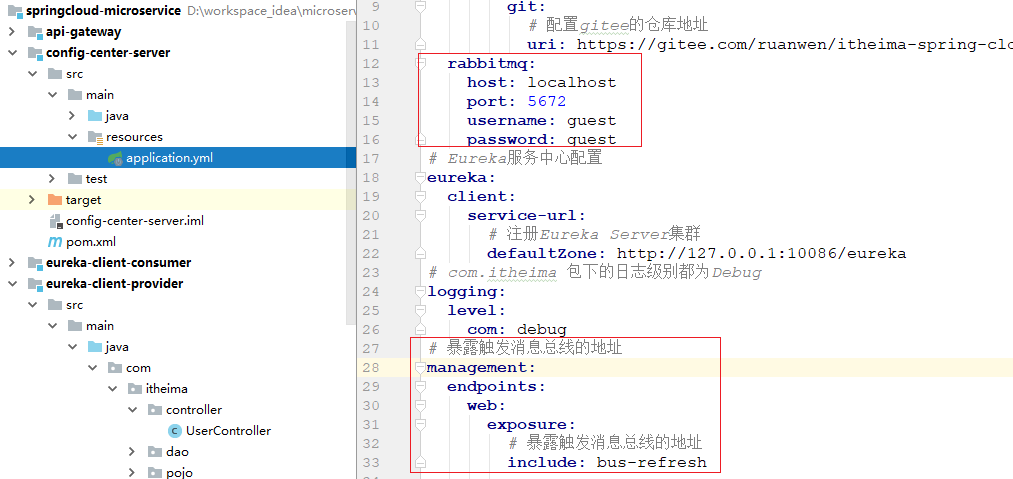 springcloud-microservice D:\workspace_idea\microserv
api-gateway
config-center-server
src
main
java
resources
application.yml
test
target
config-center-server.iml
pom.xml
eureka-client-consumer
eureka-client-provider
src
main
java
com
itheima
controller
UserController
dao
pojo
9 git:
10 # 配置gitee的仓库地址
11 uri: https://gitee.com/ruanwen/itheima-spring-clo
12 rabbitmq:
13 host: localhost
14 port: 5672
15 username: guest
16 password: guest
17 # Eureka服务中心配置
18 eureka:
19 client:
20 service-url:
21 # 注册Eureka Server集群
22 defaultZone: http://127.0.0.1:10086/eureka
23 # com.itheima 包下的日志级别都为Debug
24 logging:
25 level:
26 com: debug
27 # 暴露触发消息总线的地址
28 management:
29 endpoints:
30 web:
31 exposure:
32 # 暴露触发消息总线的地址
33 include: bus-refresh